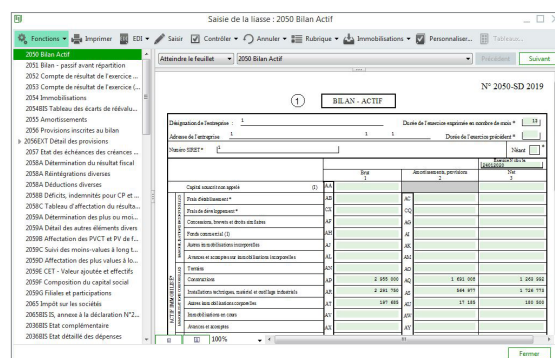 Saisie de la liasse : 2050 Bilan Actif
Fonctions Imprimer EDI Saisir Contrôler Annuler Rubrique Immobilisations Personnaliser... Tableaux...
Atteindre le feuillet 2050 Bilan Actif Précédent Suivant
2050 Bilan Actif
2051 Bilan - passif avant répartition
2052 Compte de résultat de l'exercice ...
2053 Compte de résultat de l'exercice (...
2054 Immobilisations
2054BIS Tableau des écarts de réévalu...
2055 Amortissements
2056 Provisions inscrites au bilan
2056EXT Détail des provisions
2057 Etat des échéances des créances ...
2058A Détermination du résultat fiscal
2058A Réintégrations diverses
2058A Déductions diverses
2058B Déficits, indemnités pour CP et ...
2058C Tableau d'affectation du résulta...
2059A Détermination des plus ou moi...
2059A Détail des autres éléments divers
2059B Affectation des PVCT et PV de f...
2059C Suivi des moins-values à long t...
2059D Affectation des plus values à lo...
2059E CET - Valeur ajoutée et effectifs
2059F Composition du capital social
2059G Filiales et participations
2065 Impôt sur les sociétés
2065BIS IS, annexe à la déclaration N°2...
2036BIS Etat complémentaire
2036BIS Etat détaillé des dépenses
N° 2050-SD 2019
1 BILAN - ACTIF
Désignation de l'entreprise : 1 Durée de l'exercice exprimée en nombre de mois *
Adresse de l'entreprise 1 1 1 Durée de l'exercice précédent *
Numéro SIRET * 1 Néant *
Exercice N clos le
Brut Amortissements, provisions Net
1 2 3
Capital souscrit non appelé (I) AA
Frais d'établissement * AB AC
Frais de développement * CX CQ
Concessions, brevets et droits similaires AF AG
Fonds commercial (1) AH AI
Autres immobilisations incorporelles AJ AK
Avances et acomptes sur immobilisations incorporelles AL AM
Terrains AN AO
Constructions AP 2 955 000 AQ 1 691 008 1 263 992
Installations techniques, matériel et outillage industriels AR 2 291 750 AS 564 977 1 726 773
Autres immobilisations corporelles AT 197 685 AU 17 185 180 500
Immobilisations en cours AV AW
Avances et acomptes AX AY
ACTIF IMMOBILISÉ *
100%
Fermer